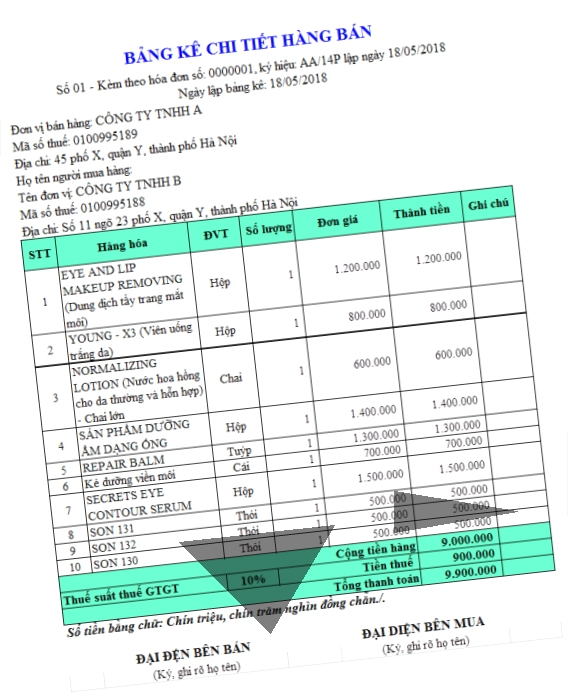 BẢNG KÊ CHI TIẾT HÀNG BÁN
Số 01 - Kèm theo hóa đơn số: 0000001, ký hiệu: AA/14P lập ngày 18/05/2018
Ngày lập bảng kê: 18/05/2018
Đơn vị bán hàng: CÔNG TY TNHH A
Mã số thuế: 0100995189
Địa chỉ: 45 phố X, quận Y, thành phố Hà Nội
Họ tên người mua hàng:
Tên đơn vị: CÔNG TY TNHH B
Mã số thuế: 0100995188
Địa chỉ: Số 11 ngõ 23 phố X, quận Y, thành phố Hà Nội
STT Hàng hóa ĐVT Số lượng Đơn giá Thành tiền Ghi chú
1 EYE AND LIP MAKEUP REMOVING (Dung dịch tẩy trang mắt môi) Hộp 1 1.200.000 1.200.000
2 YOUNG - X3 (Viên uống trắng da) Hộp 1 800.000 800.000
3 NORMALIZING LOTION (Nước hoa hồng cho da thường và hỗn hợp) - Chai lớn Chai 1 600.000 600.000
4 SẢN PHẨM DƯỠNG ẨM DẠNG ỐNG Hộp 1 1.400.000 1.400.000
5 REPAIR BALM Tuýp 1 1.300.000 1.300.000
6 Kẻ dưỡng viền môi Cái 1 700.000 700.000
7 SECRETS EYE CONTOUR SERUM Hộp 1 1.500.000 1.500.000
8 SON 131 Thỏi 1 500.000 500.000
9 SON 132 Thỏi 1 500.000 500.000
10 SON 130 Thỏi 1 500.000 500.000
Cộng tiền hàng 9.000.000
Thuế suất thuế GTGT 10% Tiền thuế 900.000
Tổng thanh toán 9.900.000
Số tiền bằng chữ: Chín triệu, chín trăm nghìn đồng chẵn./.
ĐẠI ĐỆN BÊN BÁN ĐẠI DIỆN BÊN MUA
(Ký, ghi rõ họ tên) (Ký, ghi rõ họ tên)